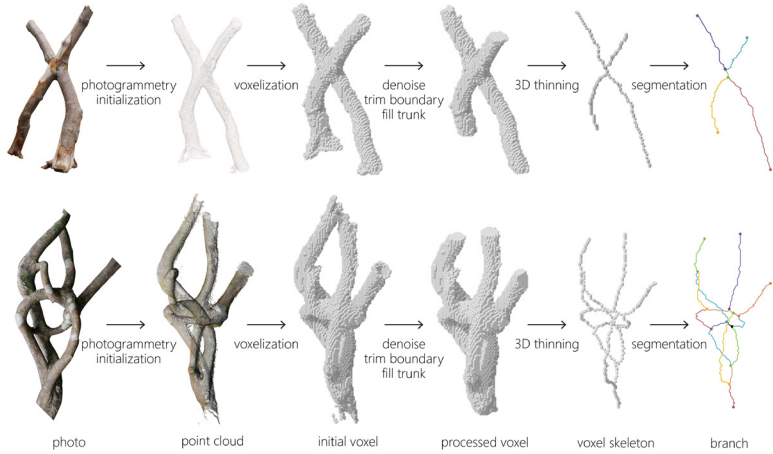 photogrammetry
initialization
voxelization
denoise
trim boundary
fill trunk
3D thinning
segmentation
photogrammetry
initialization
voxelization
denoise
trim boundary
fill trunk
3D thinning
segmentation
photo
point cloud
initial voxel
processed voxel
voxel skeleton
branch